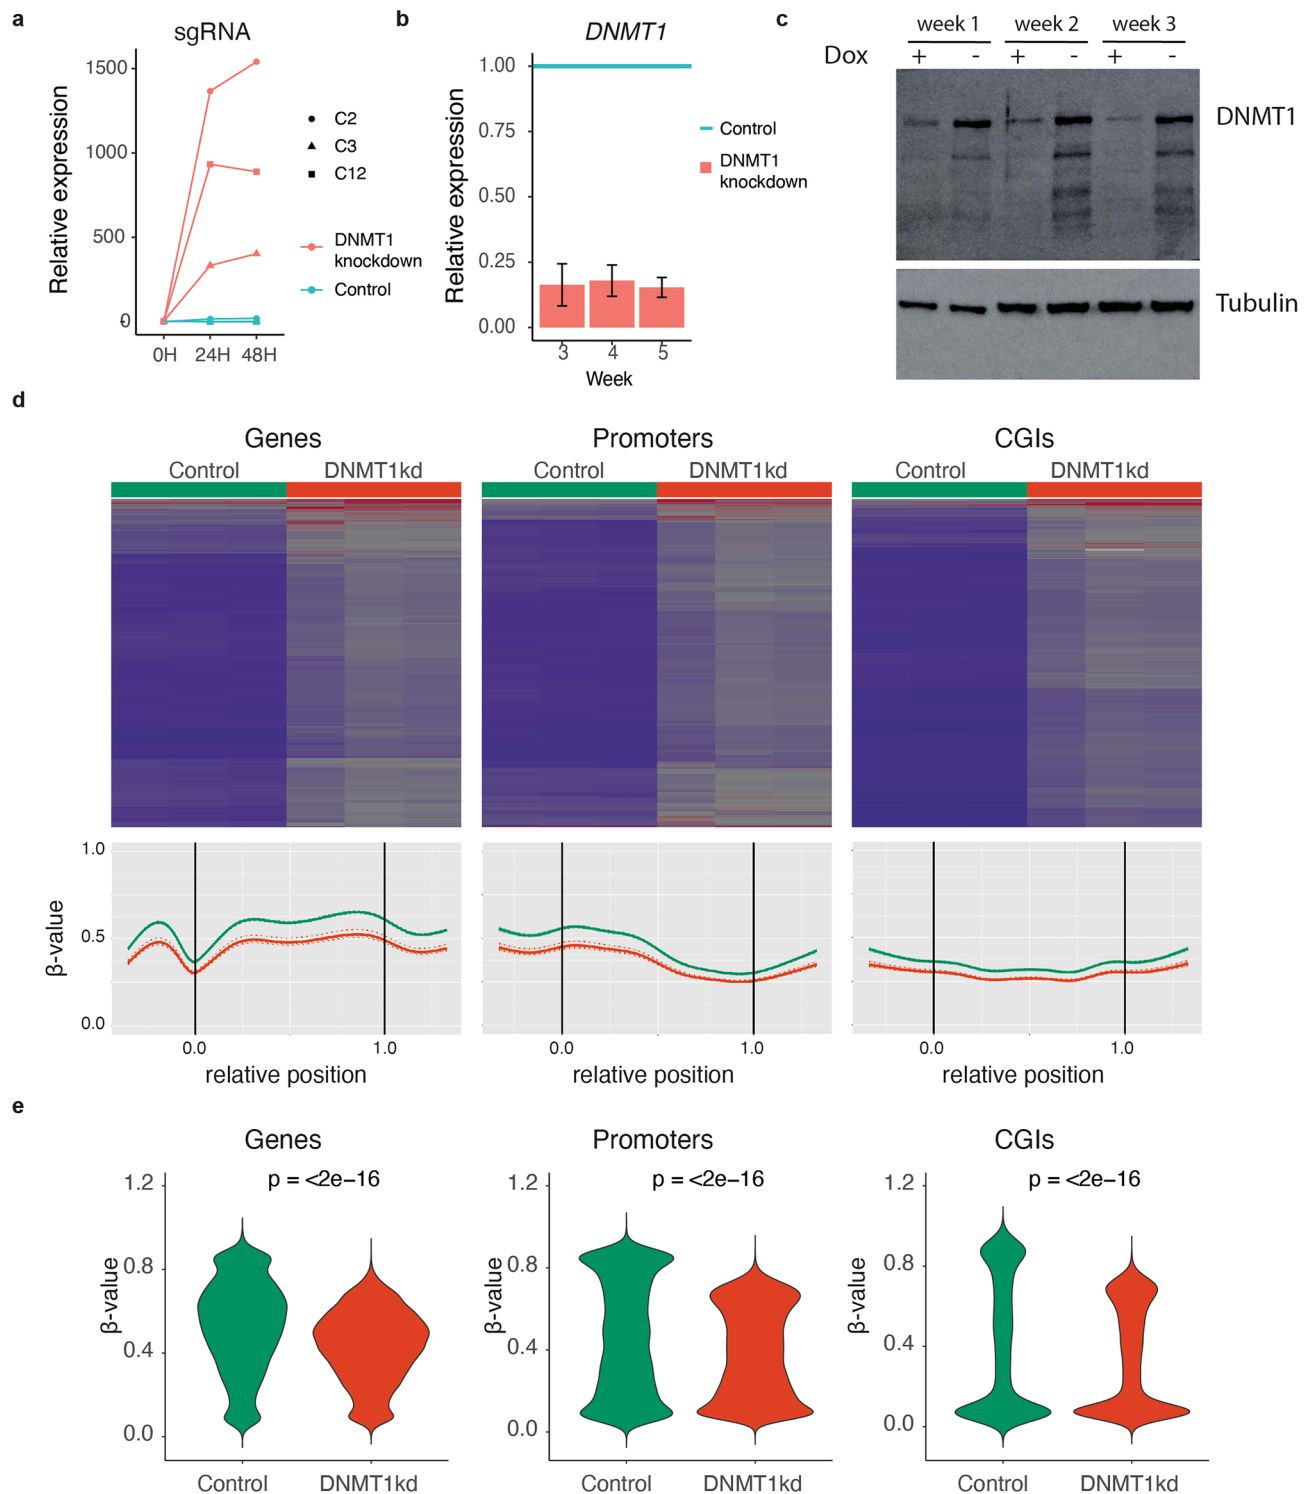 a
sgRNA
Relative expression
1500
1000
500
0
0H 24H 48H
C2
C3
C12
DNMT1
knockdown
Control
b
DNMT1
Relative expression
1.00
0.75
0.50
0.25
0.00
3 4 5
Week
Control
DNMT1
knockdown
c
week 1 week 2 week 3
Dox + - + - + -
DNMT1
Tubulin
d
Genes Promoters CGIs
Control DNMT1kd Control DNMT1kd Control DNMT1kd
β-value
1.0
0.5
0.0
0.0 1.0 0.0 1.0 0.0 1.0
relative position relative position relative position
e
Genes Promoters CGIs
p = <2e−16 p = <2e−16 p = <2e−16
β-value
1.2
0.8
0.4
0.0
Control DNMT1kd
β-value
1.2
0.8
0.4
0.0
Control DNMT1kd
β-value
1.2
0.8
0.4
0.0
Control DNMT1kd